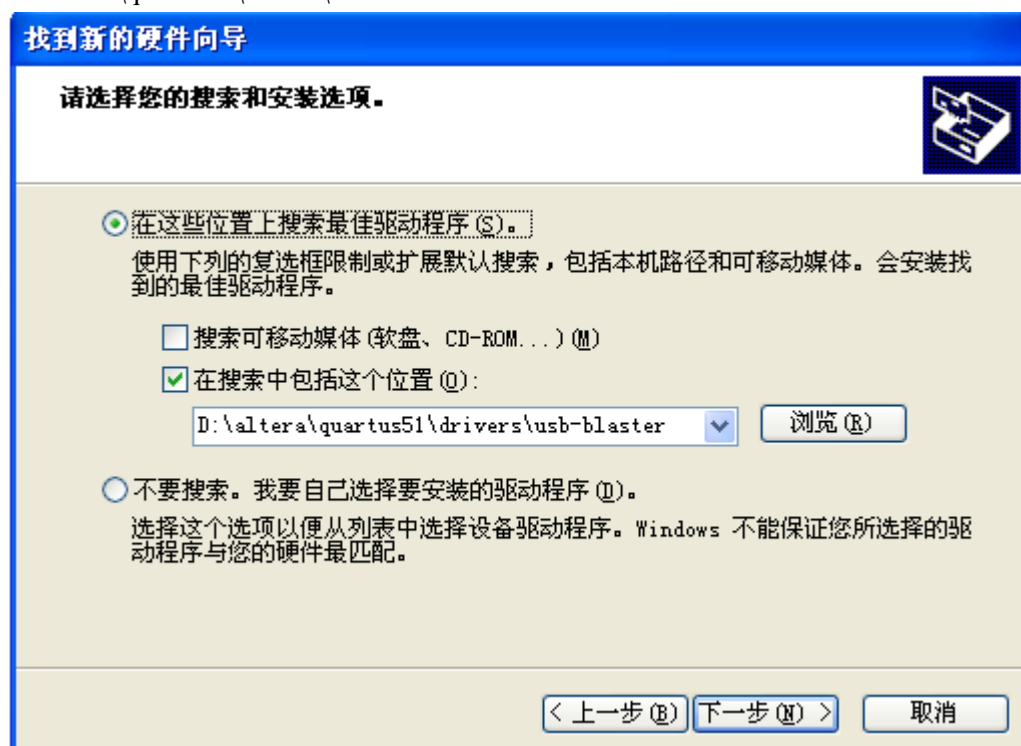 找到新的硬件向导
请选择您的搜索和安装选项。
在这些位置上搜索最佳驱动程序(S)。
使用下列的复选框限制或扩展默认搜索，包括本机路径和可移动媒体。会安装找
到的最佳驱动程序。
搜索可移动媒体(软盘、CD-ROM...)(M)
在搜索中包括这个位置(O):
D:\altera\quartus51\drivers\usb-blaster
浏览(R)
不要搜索。我要自己选择要安装的驱动程序(D)。
选择这个选项以便从列表中选择设备驱动程序。Windows 不能保证您所选择的驱
动程序与您的硬件最匹配。
< 上一步(B) 下一步(N) > 取消